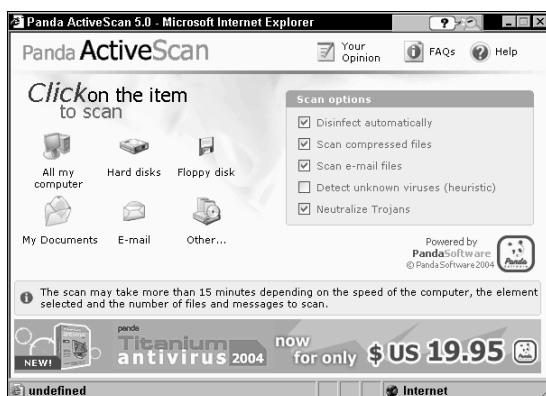 Panda ActiveScan 5.0 - Microsoft Internet Explorer
Panda ActiveScan
Your
Opinion
FAQs
Help
Click on the item
to scan
All my
computer
Hard disks
Floppy disk
My Documents
E-mail
Other...
Scan options
Disinfect automatically
Scan compressed files
Scan e-mail files
Detect unknown viruses (heuristic)
Neutralize Trojans
Powered by
PandaSoftware
© PandaSoftware 2004
Panda
The scan may take more than 15 minutes depending on the speed of the computer, the element
selected and the number of files and messages to scan.
NEW!
panda
Titanium
antivirus 2004
now
for only
$ US 19.95
undefined
Internet